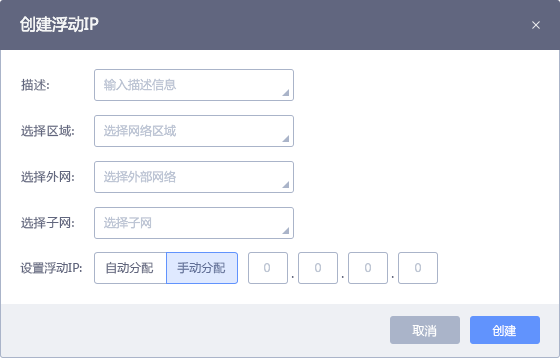 创建浮动IP ×
描述: 输入描述信息
选择区域: 选择网络区域
选择外网: 选择外部网络
选择子网: 选择子网
设置浮动IP: 自动分配 手动分配 0 . 0 . 0 . 0
取消 创建